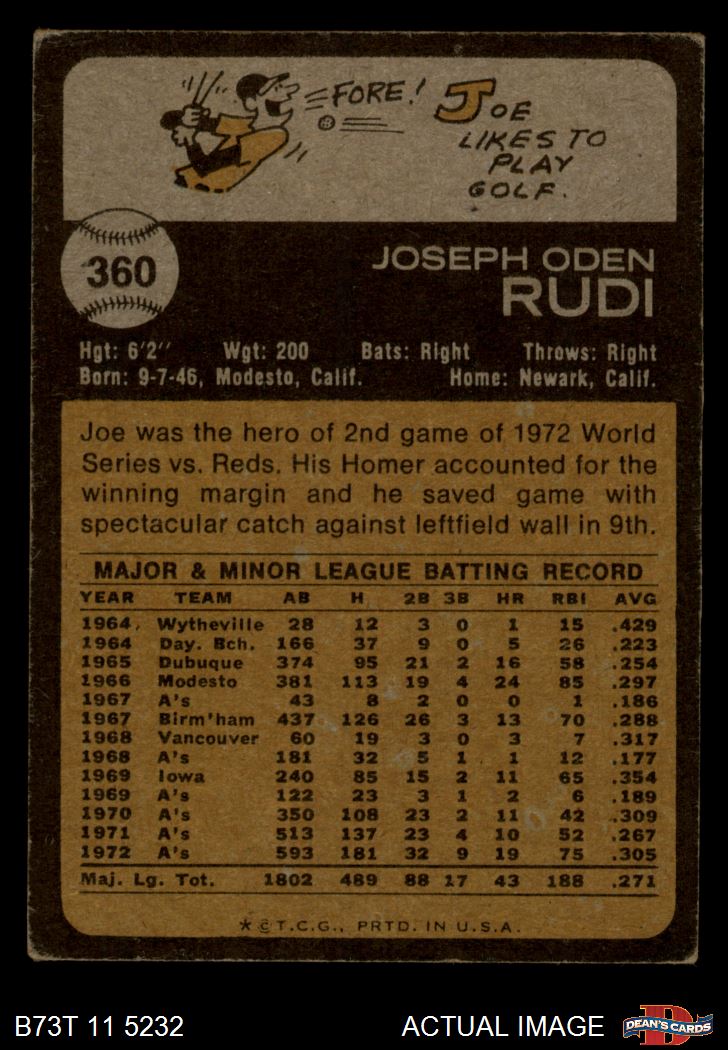 FORE! JOE
LIKES TO
PLAY
GOLF.
360
JOSEPH ODEN
RUDI
Hgt: 6'2" Wgt: 200 Bats: Right Throws: Right
Born: 9-7-46, Modesto, Calif. Home: Newark, Calif.
Joe was the hero of 2nd game of 1972 World
Series vs. Reds. His Homer accounted for the
winning margin and he saved game with
spectacular catch against leftfield wall in 9th.
MAJOR & MINOR LEAGUE BATTING RECORD
YEAR TEAM AB H 2B 3B HR RBI AVG
1964 Wytheville 28 12 3 0 1 15 .429
1964 Day. Bch. 166 37 9 0 5 26 .223
1965 Dubuque 374 95 21 2 16 58 .254
1966 Modesto 381 113 19 4 24 85 .297
1967 A's 43 8 2 0 0 1 .186
1967 Birm'ham 437 126 26 3 13 70 .288
1968 Vancouver 60 19 3 0 3 7 .317
1968 A's 181 32 5 1 1 12 .177
1969 Iowa 240 85 15 2 11 65 .354
1969 A's 122 23 3 1 2 6 .189
1970 A's 350 108 23 2 11 42 .309
1971 A's 513 137 23 4 10 52 .267
1972 A's 593 181 32 9 19 75 .305
Maj. Lg. Tot. 1802 489 88 17 43 188 .271
* © T.C.G., PRTD. IN U.S.A.
B73T 11 5232 ACTUAL IMAGE D DEAN'S CARDS